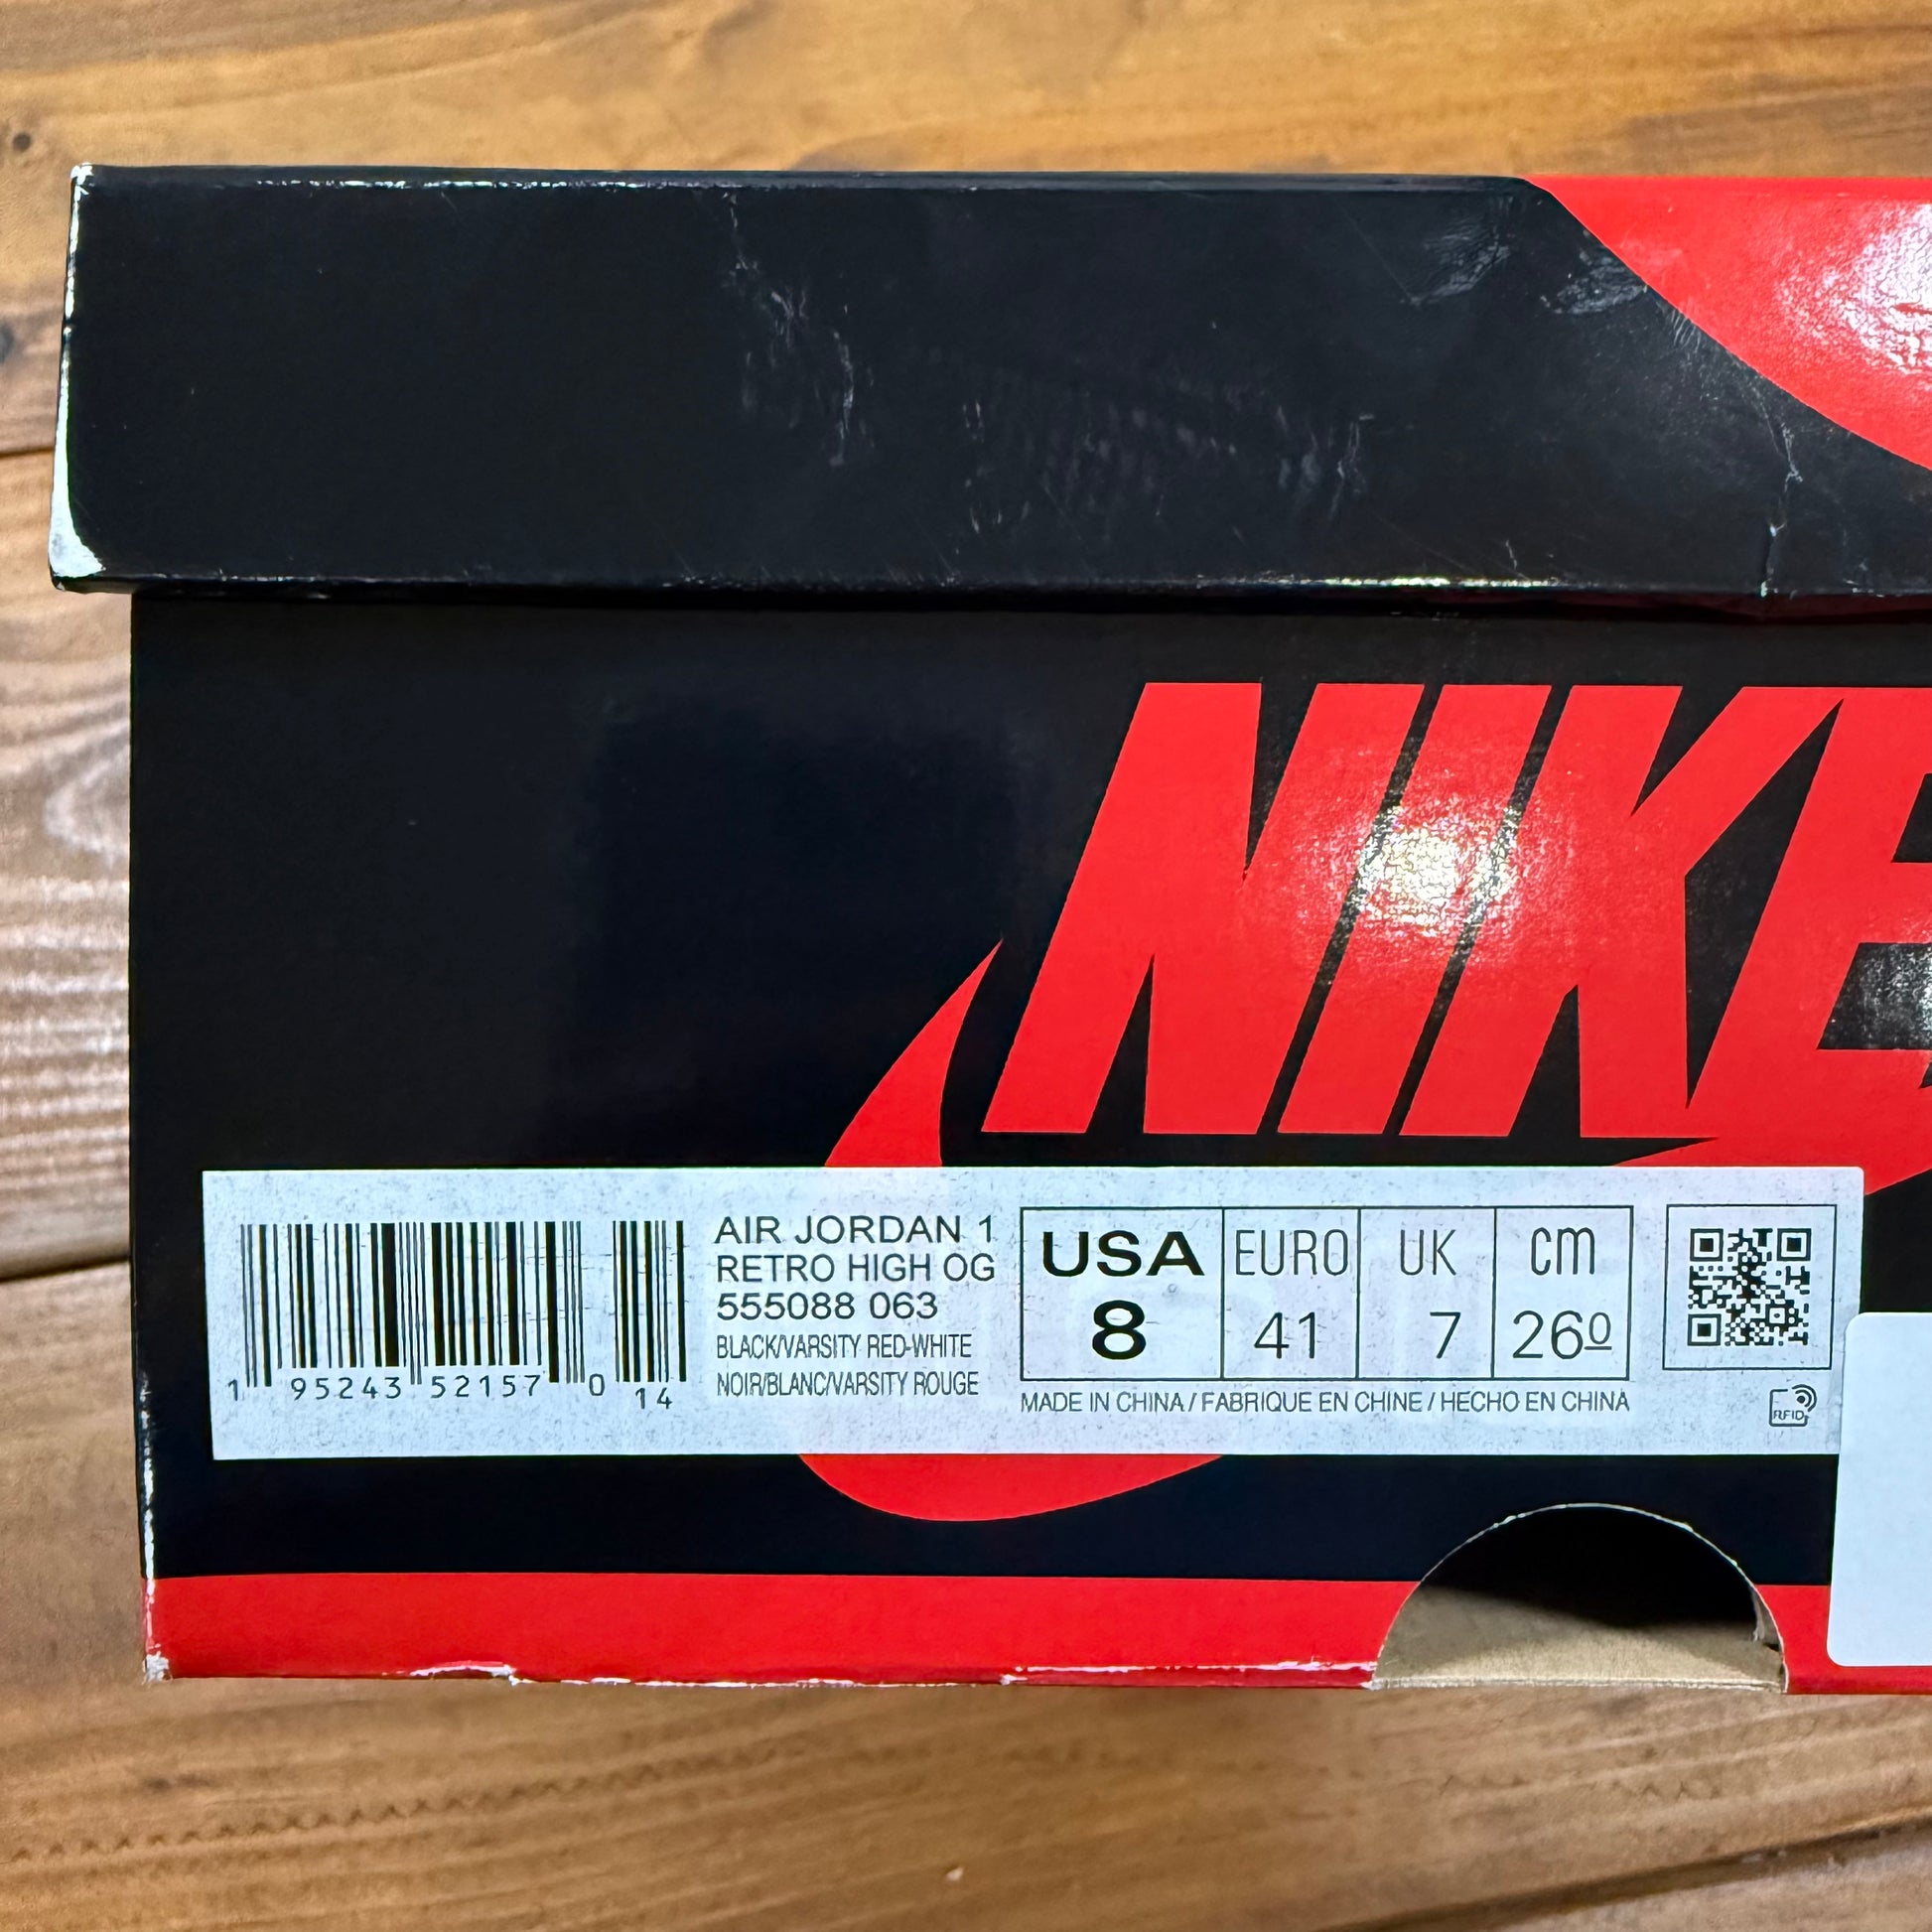 NIKE
AIR JORDAN 1
RETRO HIGH OG
555088 063
BLACK/VARSITY RED-WHITE
NOIR/BLANC/VARSITY ROUGE
1 95243 52157 0 14
USA EURO UK cm
8 41 7 260
MADE IN CHINA / FABRIQUE EN CHINE / HECHO EN CHINA
RFID